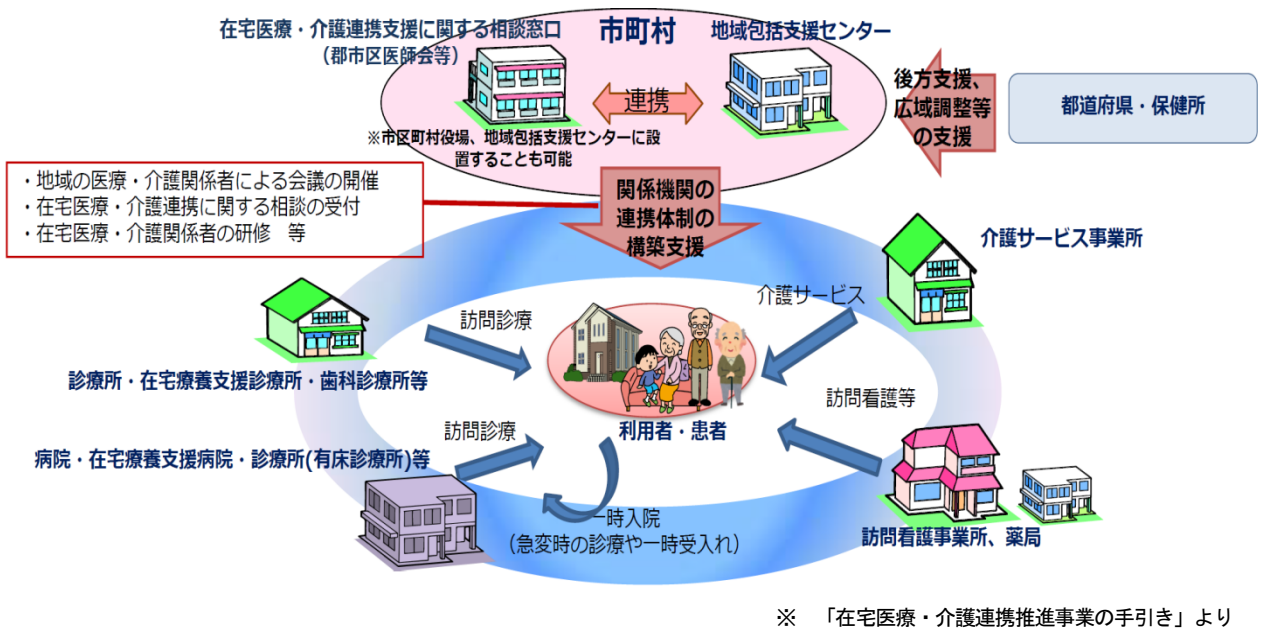 在宅医療・介護連携支援に関する相談窓口
（郡市区医師会等）
市町村
地域包括支援センター
連携
※市区町村役場、地域包括支援センターに設
置することも可能
後方支援、
広域調整等
の支援
都道府県・保健所
・地域の医療・介護関係者による会議の開催
・在宅医療・介護連携に関する相談の受付
・在宅医療・介護関係者の研修　等
関係機関の
連携体制の
構築支援
介護サービス事業所
介護サービス
訪問診療
診療所・在宅療養支援診療所・歯科診療所等
訪問看護等
利用者・患者
訪問診療
病院・在宅療養支援病院・診療所(有床診療所)等
一時入院
（急変時の診療や一時受入れ）
訪問看護事業所、薬局
※　「在宅医療・介護連携推進事業の手引き」より